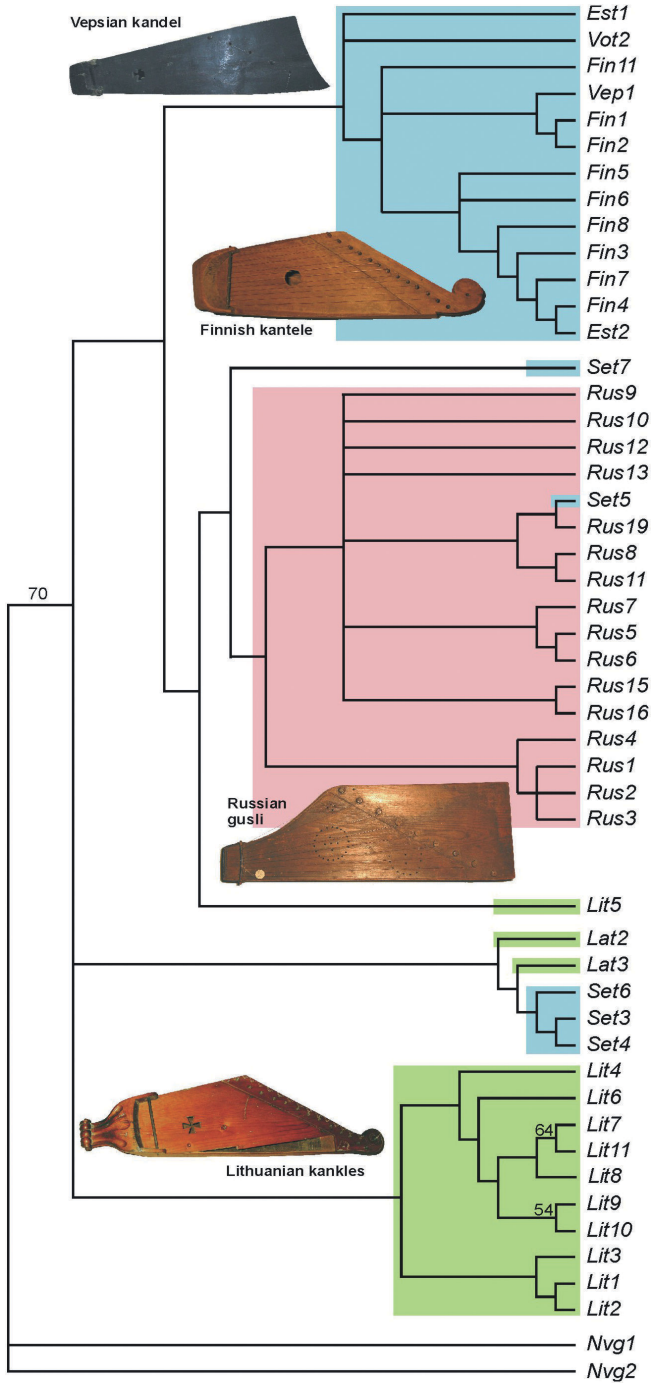 Vepsian kandel
Est1
Vot2
Fin11
Vep1
Fin1
Fin2
Fin5
Fin6
Fin8
Fin3
Fin7
Fin4
Est2
Finnish kantele
Set7
Rus9
Rus10
Rus12
Rus13
Set5
Rus19
Rus8
Rus11
70
Rus7
Rus5
Rus6
Rus15
Rus16
Rus4
Rus1
Rus2
Rus3
Russian
gusli
Lit5
Lat2
Lat3
Set6
Set3
Set4
Lit4
Lit6
64
Lit7
Lit11
Lit8
54
Lit9
Lit10
Lithuanian kankles
Lit3
Lit1
Lit2
Nvg1
Nvg2